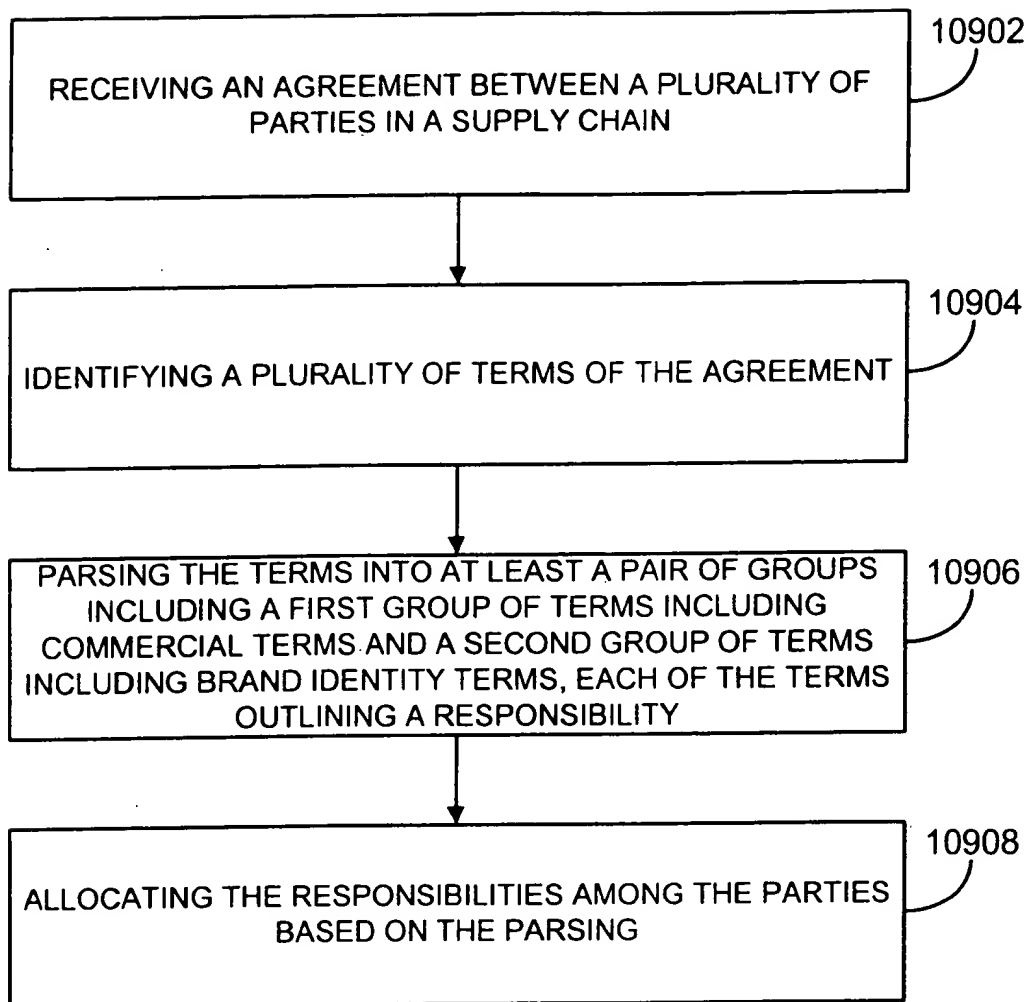 10902
RECEIVING AN AGREEMENT BETWEEN A PLURALITY OF
PARTIES IN A SUPPLY CHAIN
10904
IDENTIFYING A PLURALITY OF TERMS OF THE AGREEMENT
10906
PARSING THE TERMS INTO AT LEAST A PAIR OF GROUPS
INCLUDING A FIRST GROUP OF TERMS INCLUDING
COMMERCIAL TERMS AND A SECOND GROUP OF TERMS
INCLUDING BRAND IDENTITY TERMS, EACH OF THE TERMS
OUTLINING A RESPONSIBILITY
10908
ALLOCATING THE RESPONSIBILITIES AMONG THE PARTIES
BASED ON THE PARSING